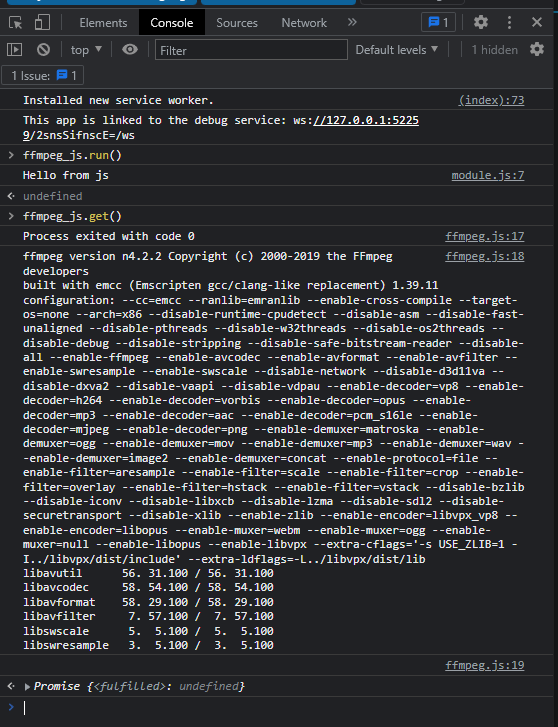 Elements Console Sources Network » 1
top ▼ Filter Default levels ▼ 1 hidden
1 Issue: 1
Installed new service worker. (index):73
This app is linked to the debug service: ws://127.0.0.1:5225
9/2snsSifnscE=/ws
> ffmpeg_js.run()
Hello from js module.js:7
undefined
> ffmpeg_js.get()
Process exited with code 0 ffmpeg.js:17
ffmpeg version n4.2.2 Copyright (c) 2000-2019 the FFmpeg ffmpeg.js:18
developers
built with emcc (Emscripten gcc/clang-like replacement) 1.39.11
configuration: --cc=emcc --ranlib=emranlib --enable-cross-compile --target-
os=none --arch=x86 --disable-runtime-cpudetect --disable-asm --disable-fast-
unaligned --disable-pthreads --disable-w32threads --disable-os2threads --
disable-debug --disable-stripping --disable-safe-bitstream-reader --disable-
all --enable-ffmpeg --enable-avcodec --enable-avformat --enable-avfilter --
enable-swresample --enable-swscale --disable-network --disable-d3d11va --
disable-dxva2 --disable-vaapi --disable-vdpau --enable-decoder=vp8 --enable-
decoder=h264 --enable-decoder=vorbis --enable-decoder=opus --enable-
decoder=mp3 --enable-decoder=aac --enable-decoder=pcm_s16le --enable-
decoder=mjpeg --enable-decoder=png --enable-demuxer=matroska --enable-
demuxer=ogg --enable-demuxer=mov --enable-demuxer=mp3 --enable-demuxer=wav -
-enable-demuxer=image2 --enable-demuxer=concat --enable-protocol=file --
enable-filter=aresample --enable-filter=scale --enable-filter=crop --enable-
filter=overlay --enable-filter=hstack --enable-filter=vstack --disable-bzlib
--disable-iconv --disable-libxcb --disable-lzma --disable-sdl2 --disable-
securetransport --disable-xlib --enable-zlib --enable-encoder=libvpx_vp8 --
enable-encoder=libopus --enable-muxer=webm --enable-muxer=ogg --enable-
muxer=null --enable-libopus --enable-libvpx --extra-cflags='-s USE_ZLIB=1 -
I../libvpx/dist/include' --extra-ldflags=-L../libvpx/dist/lib
libavutil 56. 31.100 / 56. 31.100
libavcodec 58. 54.100 / 58. 54.100
libavformat 58. 29.100 / 58. 29.100
libavfilter 7. 57.100 / 7. 57.100
libswscale 5. 5.100 / 5. 5.100
libswresample 3. 5.100 / 3. 5.100
ffmpeg.js:19
Promise {<fulfilled>: undefined}
>